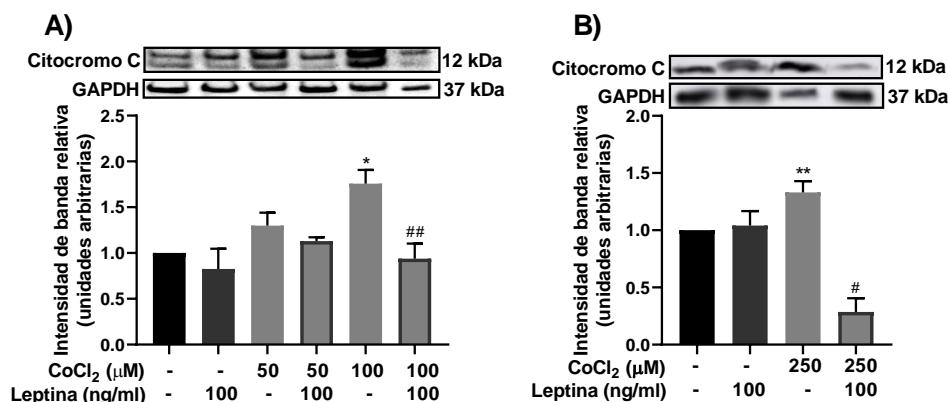 A)
Citocromo C 12 kDa
GAPDH 37 kDa
Intensidad de banda relativa
(unidades arbitrarias)
2.5
2.0
1.5
1.0
0.5
0.0
*
##
CoCl₂ (μM) - - 50 50 100 100
Leptina (ng/ml) - 100 - 100 - 100
B)
Citocromo C 12 kDa
GAPDH 37 kDa
Intensidad de banda relativa
(unidades arbitrarias)
2.0
1.5
1.0
0.5
0.0
**
#
CoCl₂ (μM) - - 250 250
Leptina (ng/ml) - 100 - 100